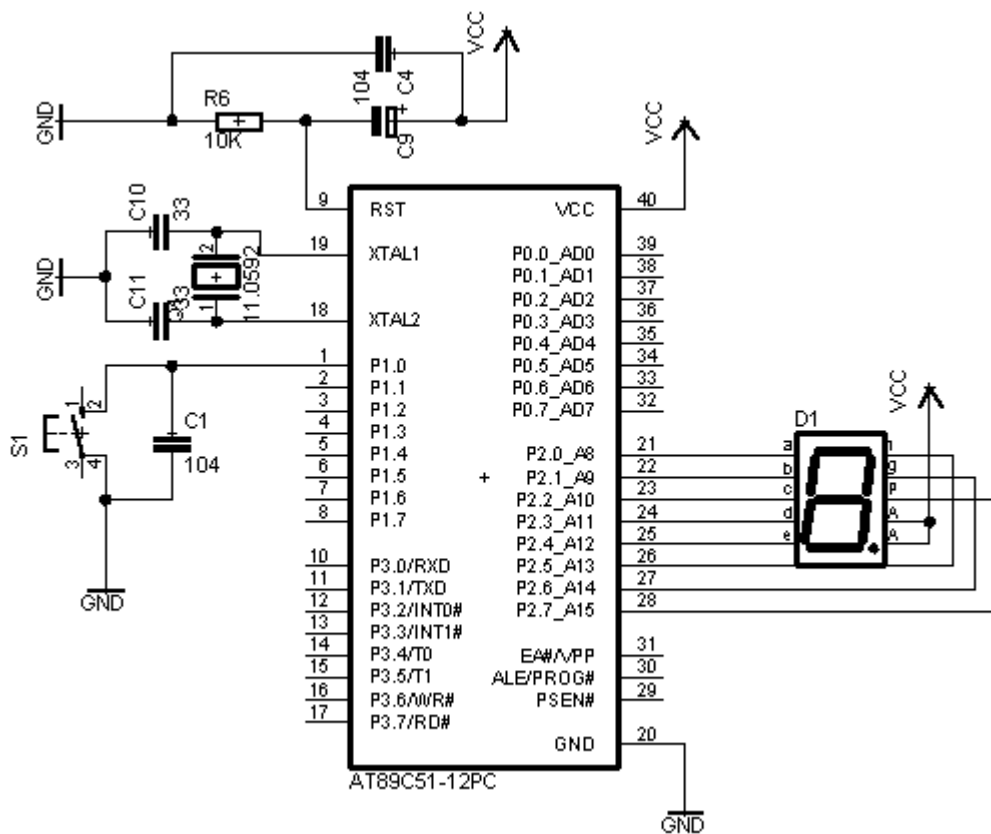 VCC
104
C4
GND
R6
10K
C9
VCC
9 RST
VCC 40
C10
33
GND
C11
33
2
1
11.0592
19 XTAL1
18 XTAL2
P0.0_AD0 39
P0.1_AD1 38
P0.2_AD2 37
P0.3_AD3 36
P0.4_AD4 35
P0.5_AD5 34
P0.6_AD6 33
P0.7_AD7 32
1 P1.0
2 P1.1
3 P1.2
4 P1.3
5 P1.4
6 P1.5
7 P1.6
8 P1.7
S1
1 2
3 4
C1
104
GND
P2.0_A8 21
P2.1_A9 22
P2.2_A10 23
P2.3_A11 24
P2.4_A12 25
P2.5_A13 26
P2.6_A14 27
P2.7_A15 28
VCC
D1
a
b
c
d
e
g
P
A
A
10 P3.0/RXD
11 P3.1/TXD
12 P3.2/INT0#
13 P3.3/INT1#
14 P3.4/T0
15 P3.5/T1
16 P3.6/WR#
17 P3.7/RD#
EA#/VPP 31
ALE/PROG# 30
PSEN# 29
GND 20
AT89C51-12PC
GND